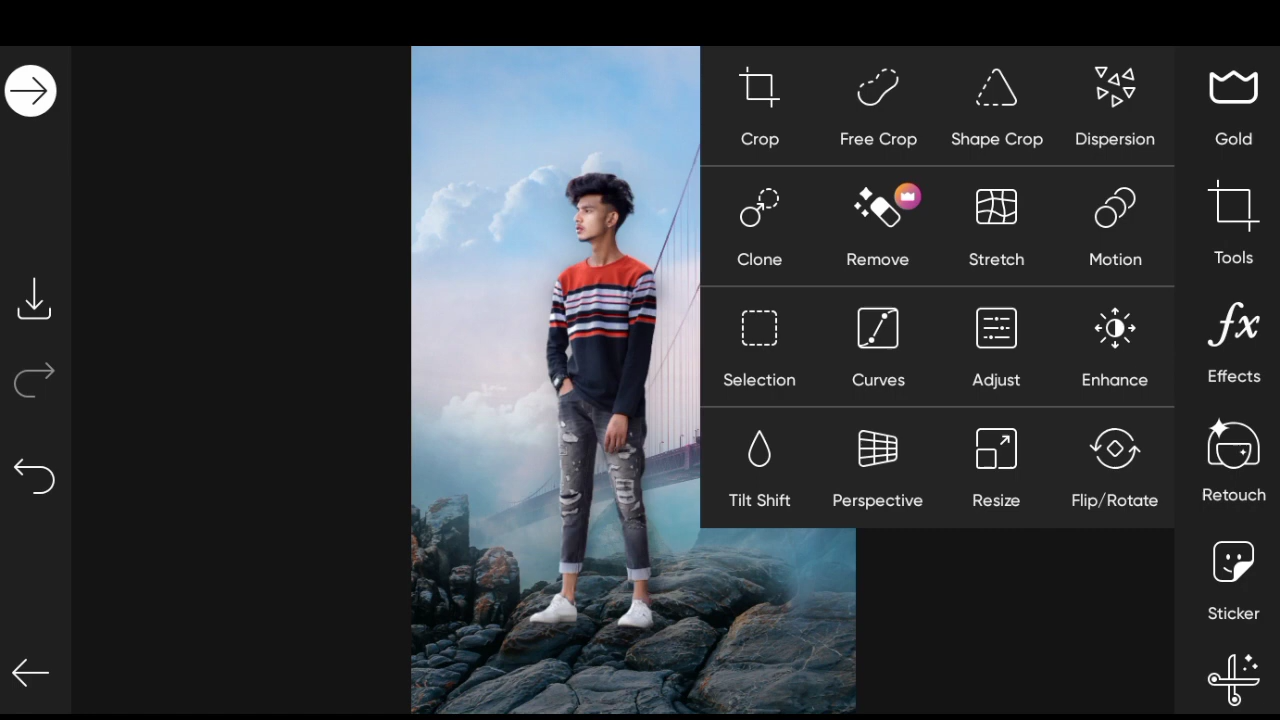 Crop Free Crop Shape Crop Dispersion Gold
Clone Remove Stretch Motion Tools
Selection Curves Adjust Enhance Effects
Tilt Shift Perspective Resize Flip/Rotate Retouch
Sticker